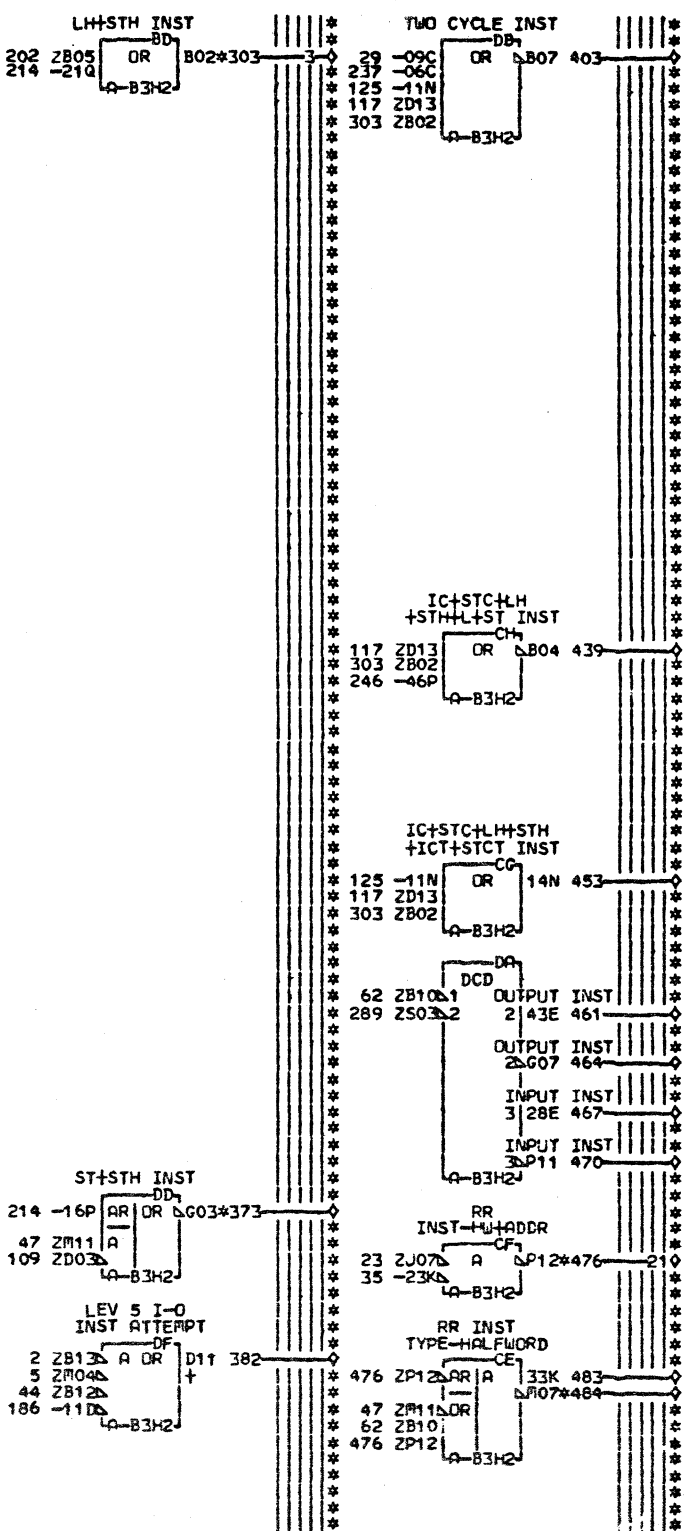 LH+STH INST
BD
202 ZB05 OR B02*303 3
214 -21Q
A-B3H2
ST+STH INST
DD
214 -16P AR OR G03*373
47 ZM11 A
109 ZD03
A-B3H2
LEV 5 I-O
INST ATTEMPT
DF
2 ZB13 A OR D11 382
5 ZM04 +
44 ZB12
186 -11D
A-B3H2
TWO CYCLE INST
DB
29 -09C OR B07 403
237 -06C
125 -11N
117 ZD13
303 ZB02
A-B3H2
IC+STC+LH
+STH+L+ST INST
CH
117 ZD13 OR B04 439
303 ZB02
246 -46P
A-B3H2
IC+STC+LH+STH
+ICT+STCT INST
CG
125 -11N OR 14N 453
117 ZD13
303 ZB02
A-B3H2
DA
DCD
62 ZB10 1 OUTPUT INST
289 ZS03 2 2 43E 461
OUTPUT INST
2 G07 464
INPUT INST
3 28E 467
INPUT INST
3 P11 470
A-B3H2
RR
INST-HW+ADDR
CF
23 ZJ07 A P12*476 21
35 -23K
A-B3H2
RR INST
TYPE-HALFWORD
CE
476 ZP12 AR A 33K 483
M07*484
47 ZM11 OR
62 ZB10
476 ZP12
A-B3H2